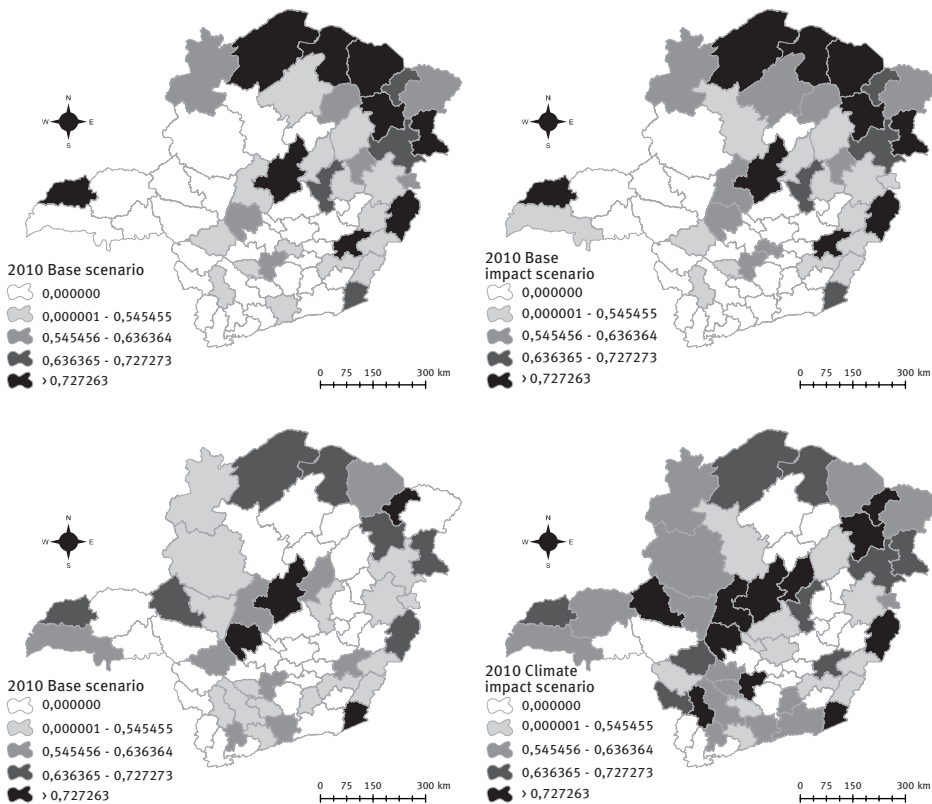 N
W E
S
2010 Base scenario
0,000000
0,000001 - 0,545455
0,545456 - 0,636364
0,636365 - 0,727273
> 0,727263
0 75 150 300 km
N
W E
S
2010 Base
impact scenario
0,000000
0,000001 - 0,545455
0,545456 - 0,636364
0,636365 - 0,727273
> 0,727263
0 75 150 300 km
N
W E
S
2010 Base scenario
0,000000
0,000001 - 0,545455
0,545456 - 0,636364
0,636365 - 0,727273
> 0,727263
0 75 150 300 km
N
W E
S
2010 Climate
impact scenario
0,000000
0,000001 - 0,545455
0,545456 - 0,636364
0,636365 - 0,727273
> 0,727263
0 75 150 300 km